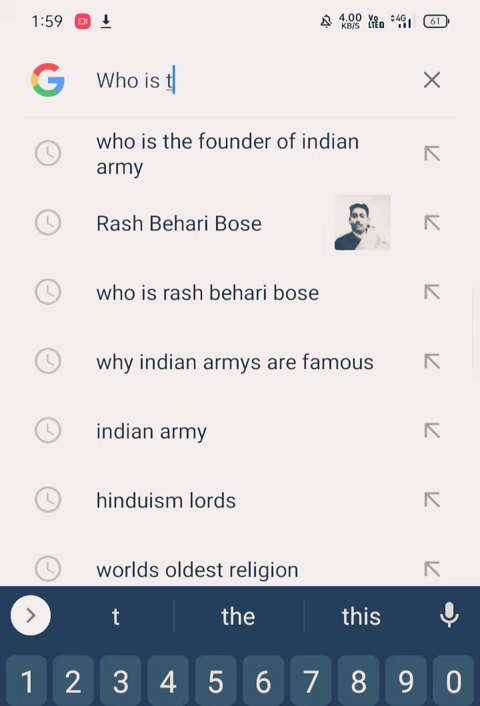 1:59 4.00 KB/S Vo LTED 4G 61
Who is t
who is the founder of indian
army
Rash Behari Bose
who is rash behari bose
why indian armys are famous
indian army
hinduism lords
worlds oldest religion
t the this
1 2 3 4 5 6 7 8 9 0